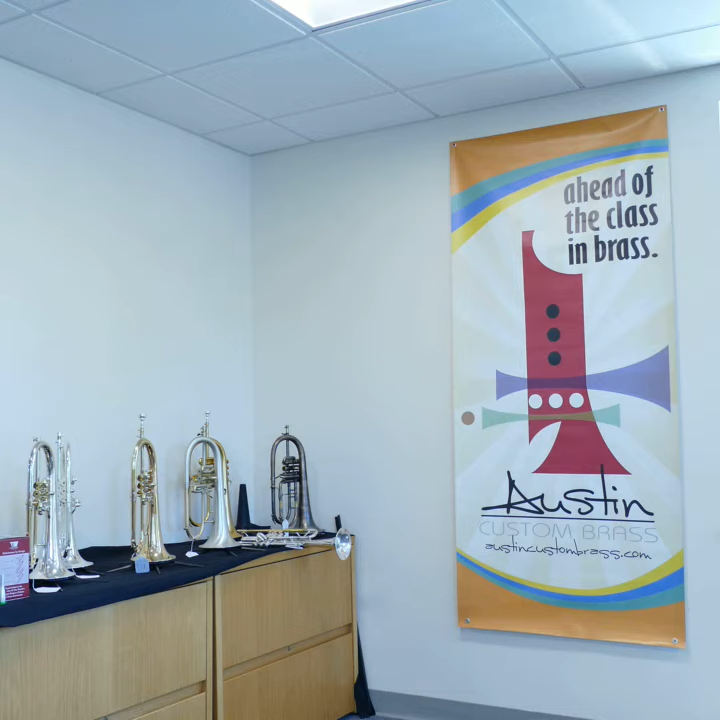 ahead of
the class
in brass.
Austin
CUSTOM BRASS
austincustombrass.com